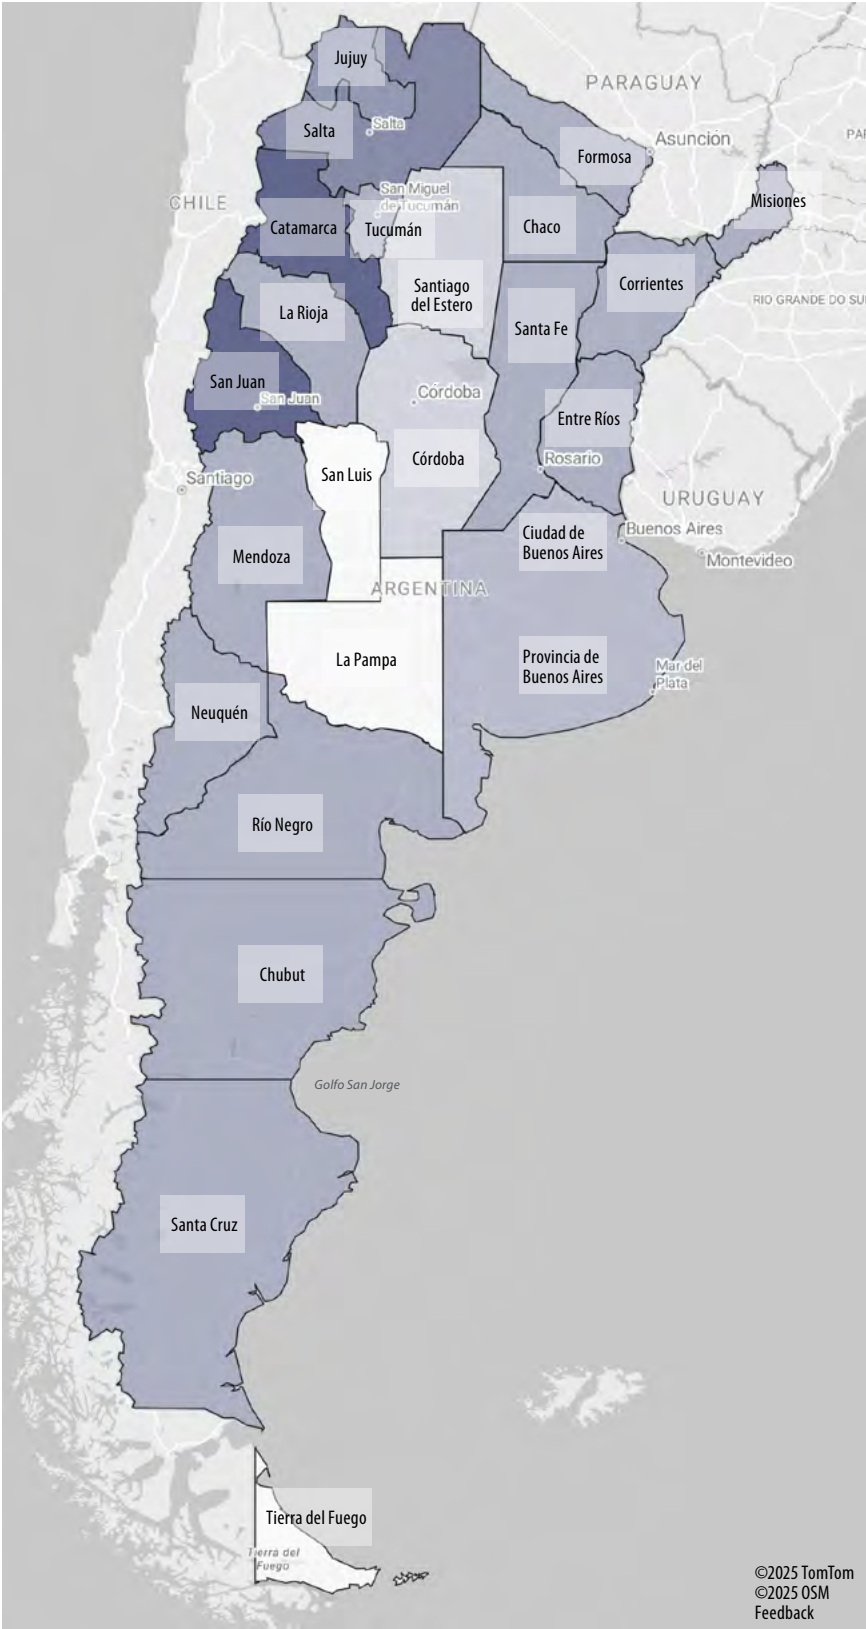 Jujuy
PARAGUAY
Salta
Salta
Asunción
Formosa
CHILE
San Miguel
de Tucumán
Misiones
Catamarca
Tucumán
Chaco
Corrientes
Santiago
del Estero
RIO GRANDE DO SU
La Rioja
Santa Fe
San Juan
San Juan
Córdoba
Entre Ríos
Córdoba
Rosario
San Luis
Santiago
URUGUAY
Ciudad de
Buenos Aires
Buenos Aires
Mendoza
Montevideo
ARGENTINA
La Pampa
Provincia de
Buenos Aires
Mar del
Plata
Neuquén
Río Negro
Chubut
Golfo San Jorge
Santa Cruz
Tierra del Fuego
Tierra del
Fuego
©2025 TomTom
©2025 OSM
Feedback